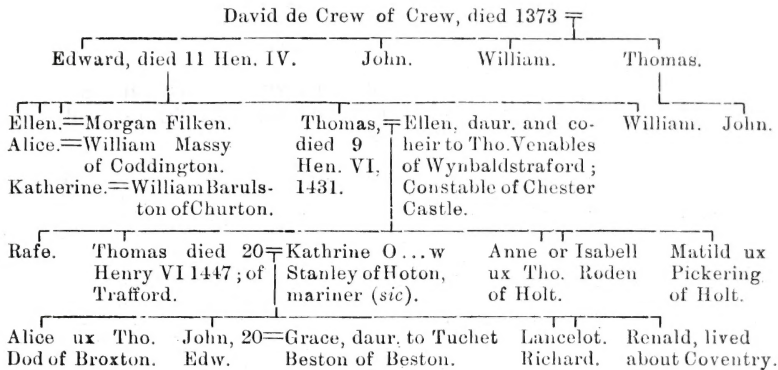 David de Crew of Crew, died 1373
Edward, died 11 Hen. IV. John. William. Thomas.
Ellen.=Morgan Filken. Thomas,=Ellen, daur. and co- William. John.
Alice.=William Massy died 9 heir to Tho. Venables
of Coddington. Hen. VI. of Wynbaldstraford;
Katherine.=William Baruls- 1431. Constable of Chester
ton of Churton. Castle.
Rafe. Thomas died 20=Kathrine O...w Anne or Isabell Matild ux
Henry VI 1447; of Stanley of Hoton, ux Tho. Roden Pickering
Trafford. mariner (sic). of Holt. of Holt.
Alice ux Tho. John, 20=Grace, daur. to Tuchet Lancelot. Renald, lived
Dod of Broxton. Edw. Beston of Beston. Richard. about Coventry.